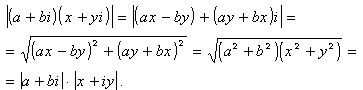 |(a + bi)(x + yi)| = |(ax − by) + (ay + bx)i| =
= √((ax − by)² + (ay + bx)²) = √((a² + b²)(x² + y²)) =
= |a + bi| · |x + iy|.